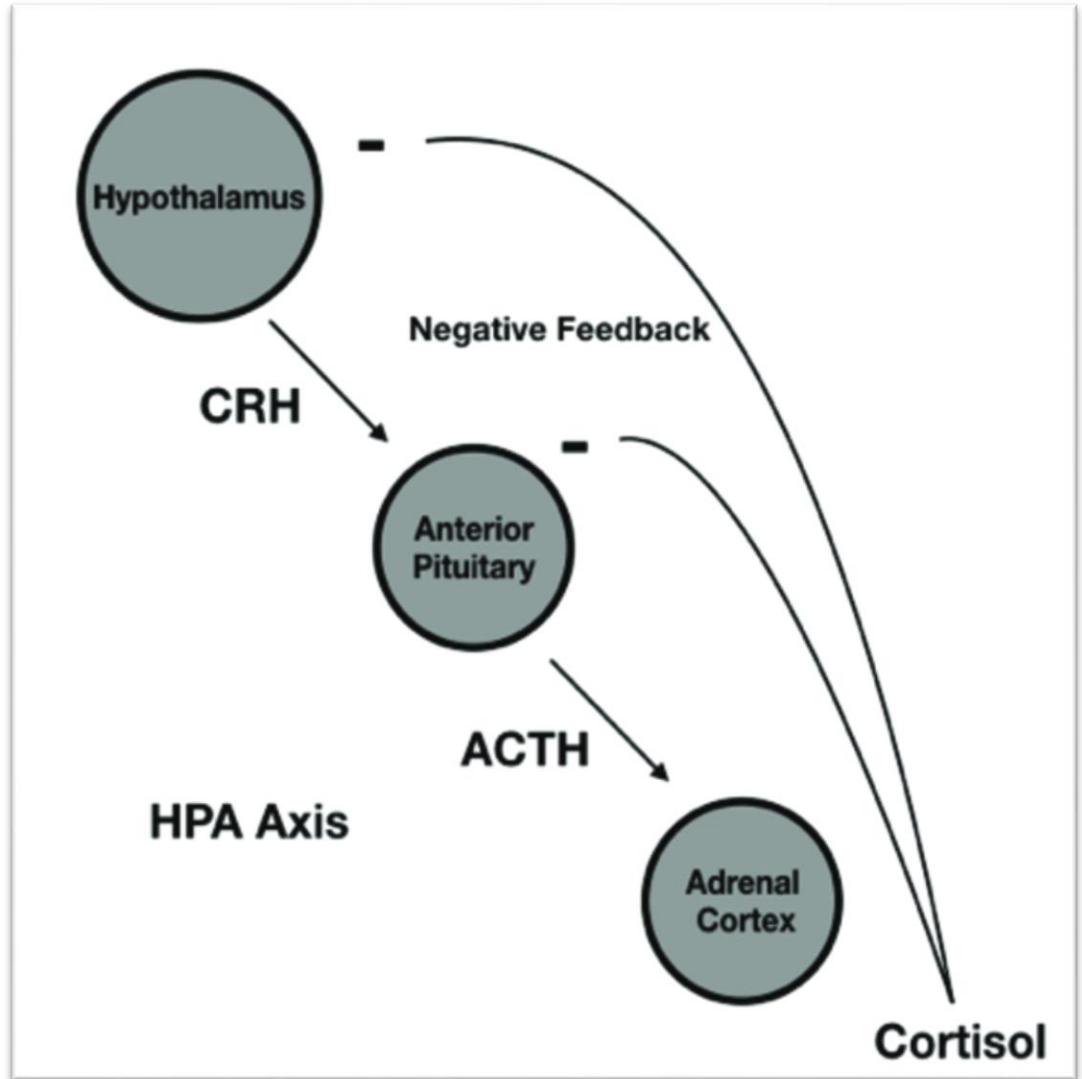 Hypothalamus
-
Negative Feedback
CRH
-
Anterior
Pituitary
ACTH
HPA Axis
Adrenal
Cortex
Cortisol